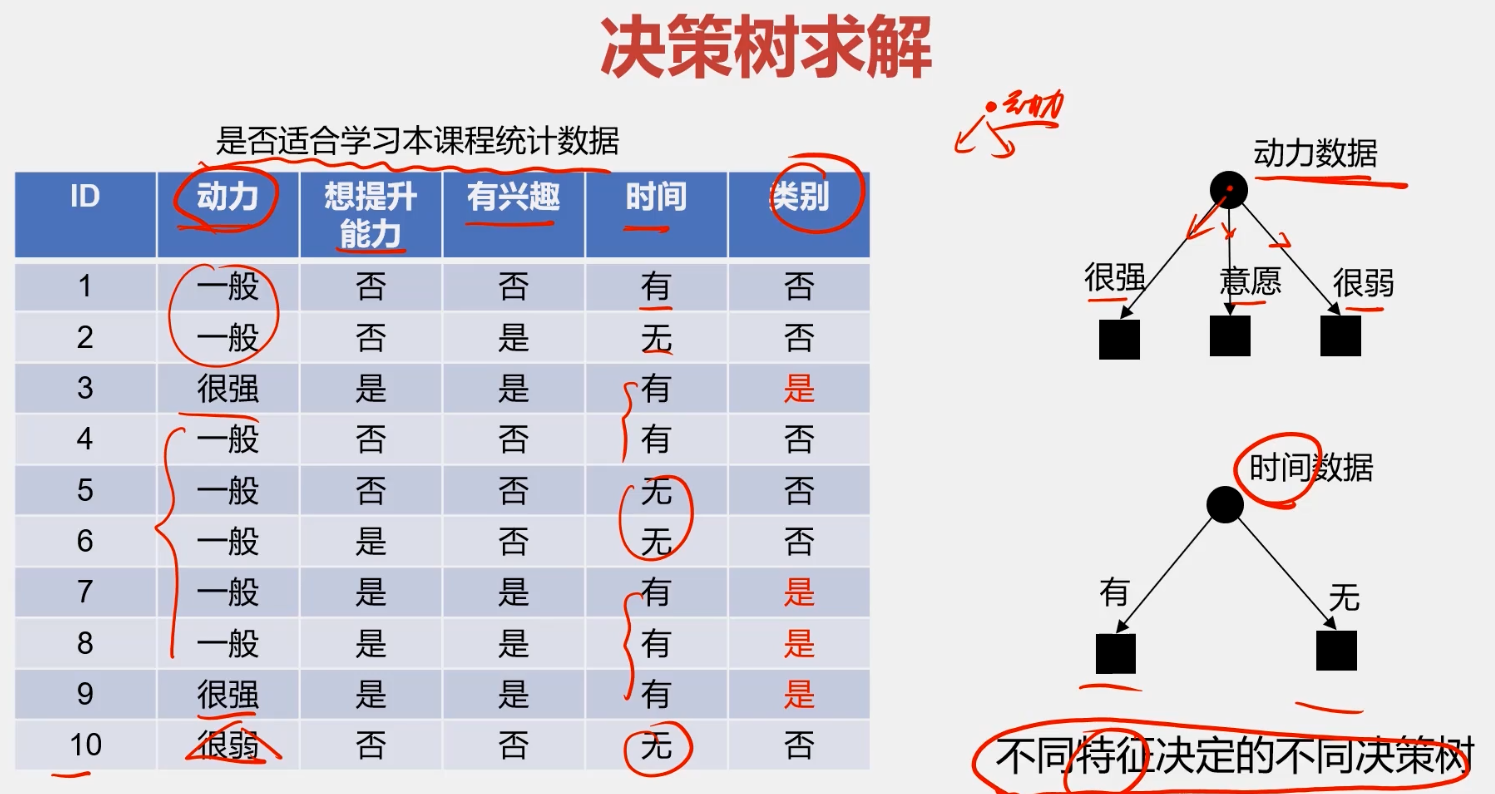 决策树求解
动力
是否适合学习本课程统计数据
动力数据
ID 动力 想提升能力 有兴趣 时间 类别
1 一般 否 否 有 否
2 一般 否 是 无 否
3 很强 是 是 有 是
4 一般 否 否 有 否
5 一般 否 否 无 否
6 一般 是 否 无 否
7 一般 是 是 有 是
8 一般 是 是 有 是
9 很强 是 是 有 是
10 很弱 否 否 无 否
很强 意愿 很弱
时间数据
有 无
不同特征决定的不同决策树